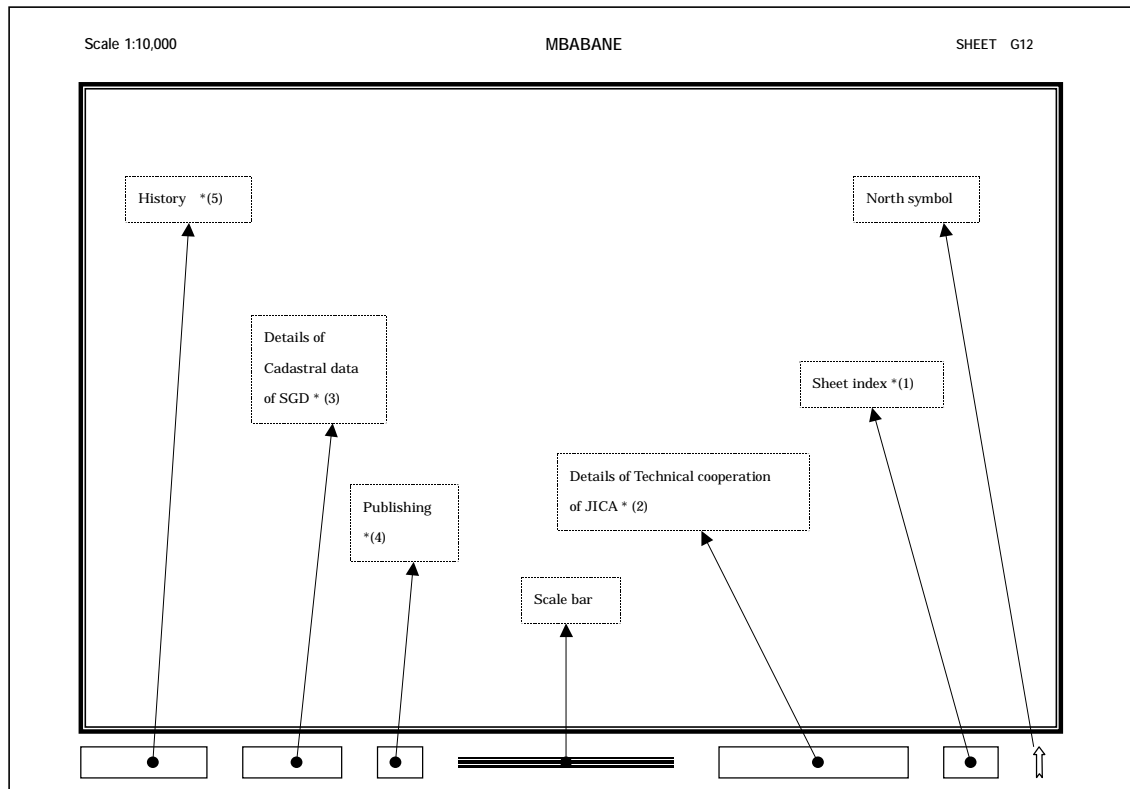 Scale 1:10,000 MBABANE SHEET G12
History *(5)
North symbol
Details of
Cadastral data
of SGD * (3)
Sheet index *(1)
Details of Technical cooperation
of JICA * (2)
Publishing
*(4)
Scale bar